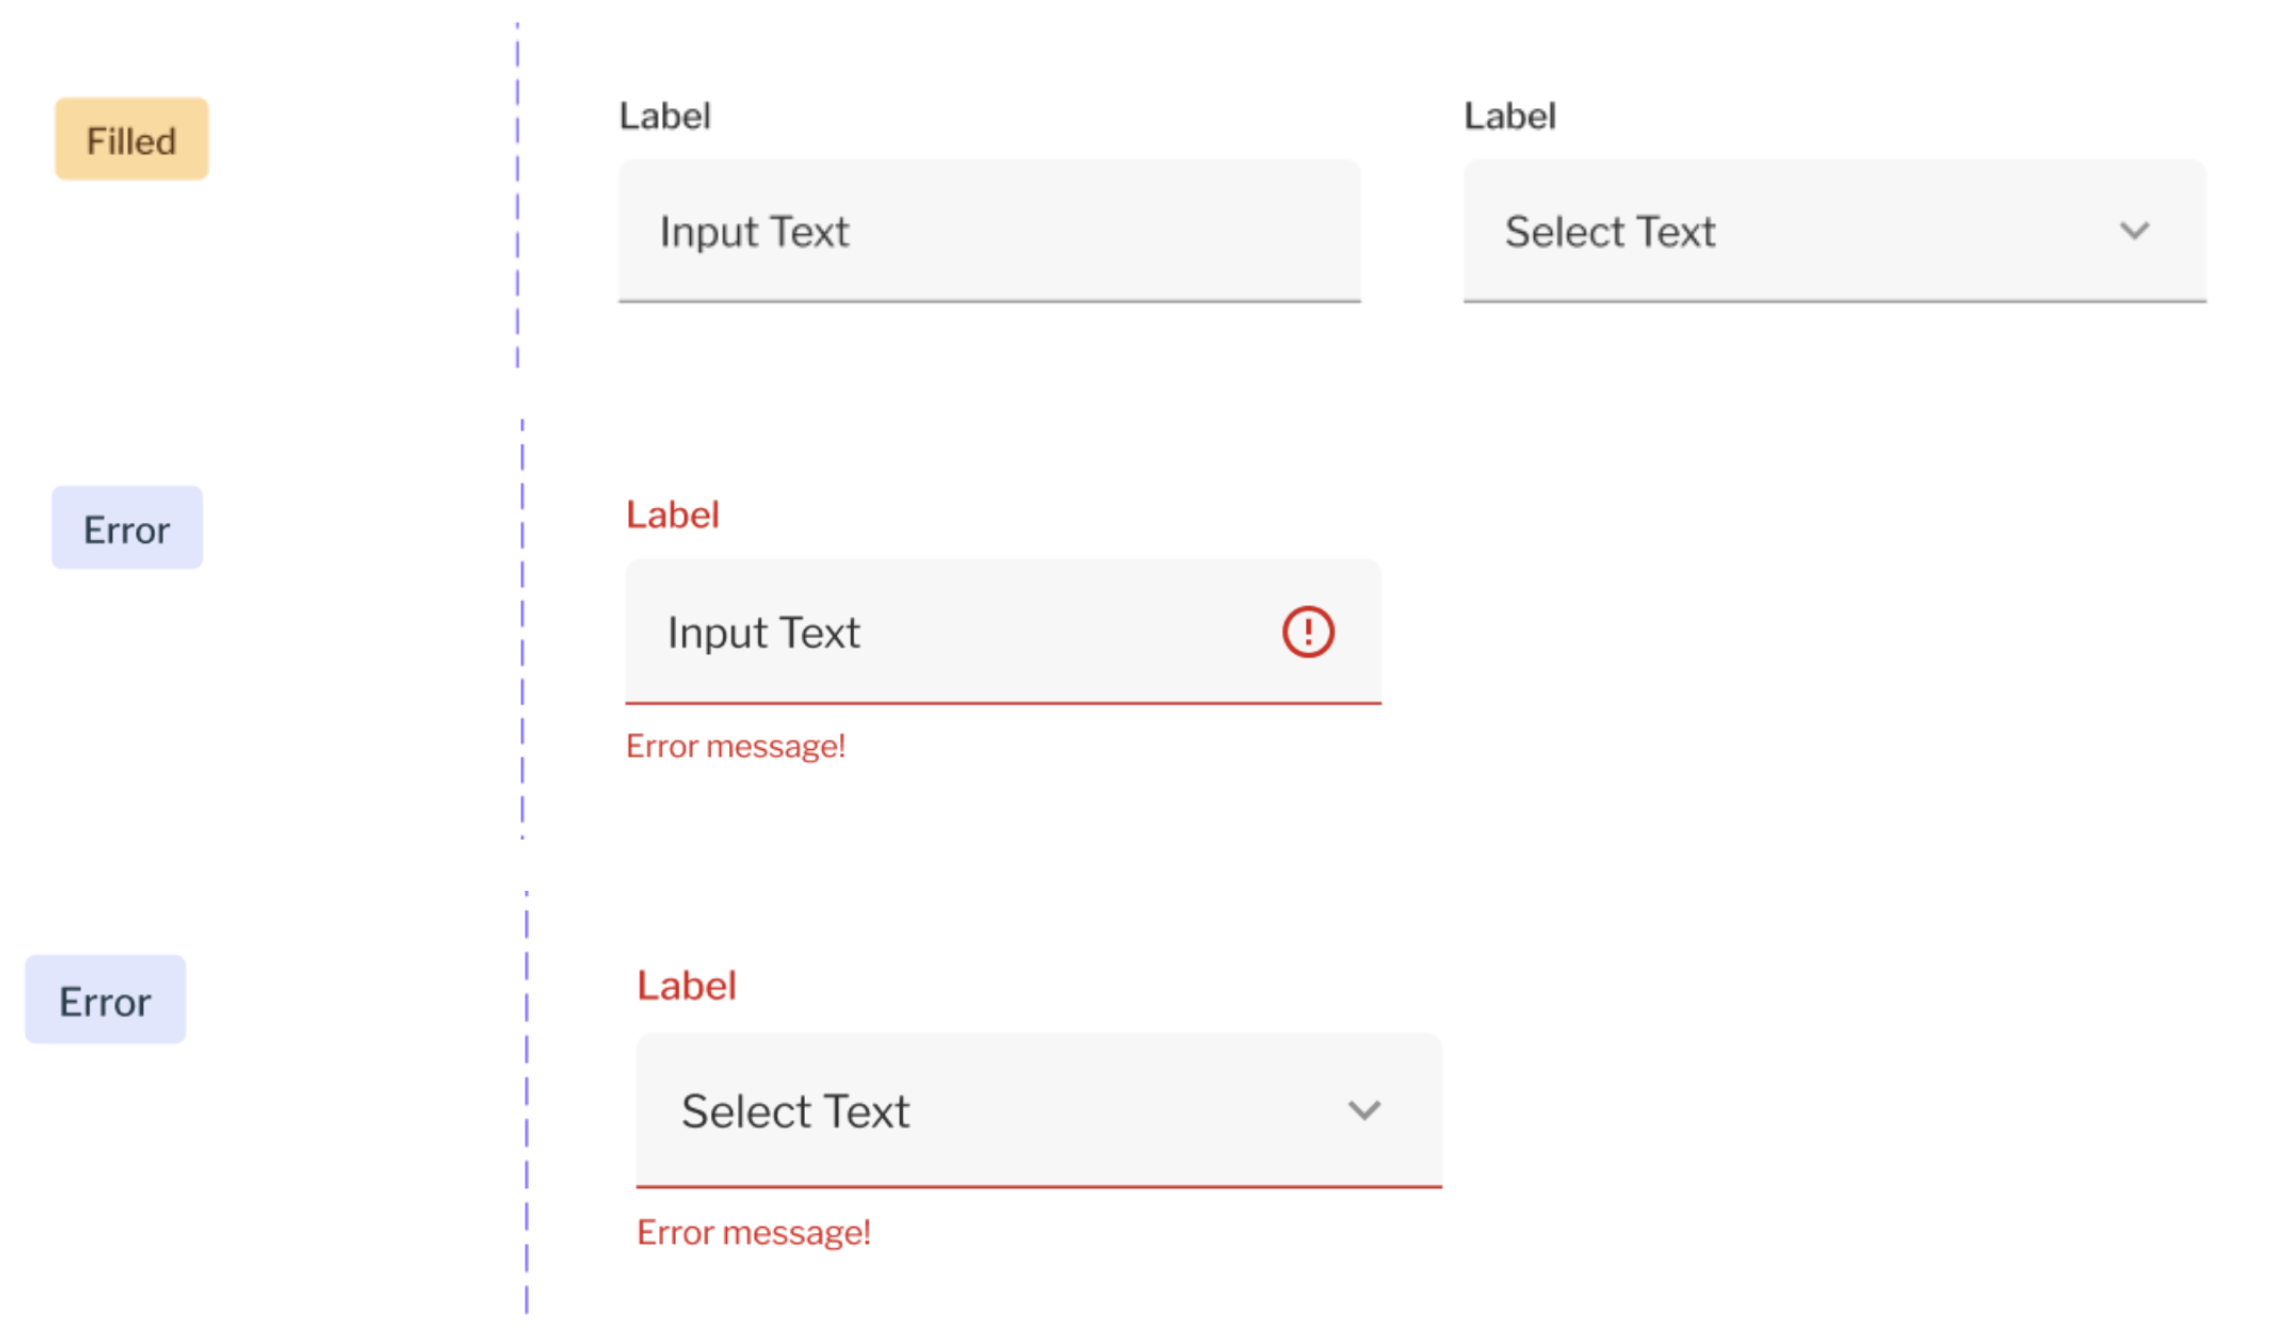 Filled
Label
Label
Input Text
Select Text
Error
Label
Input Text
Error message!
Error
Label
Select Text
Error message!